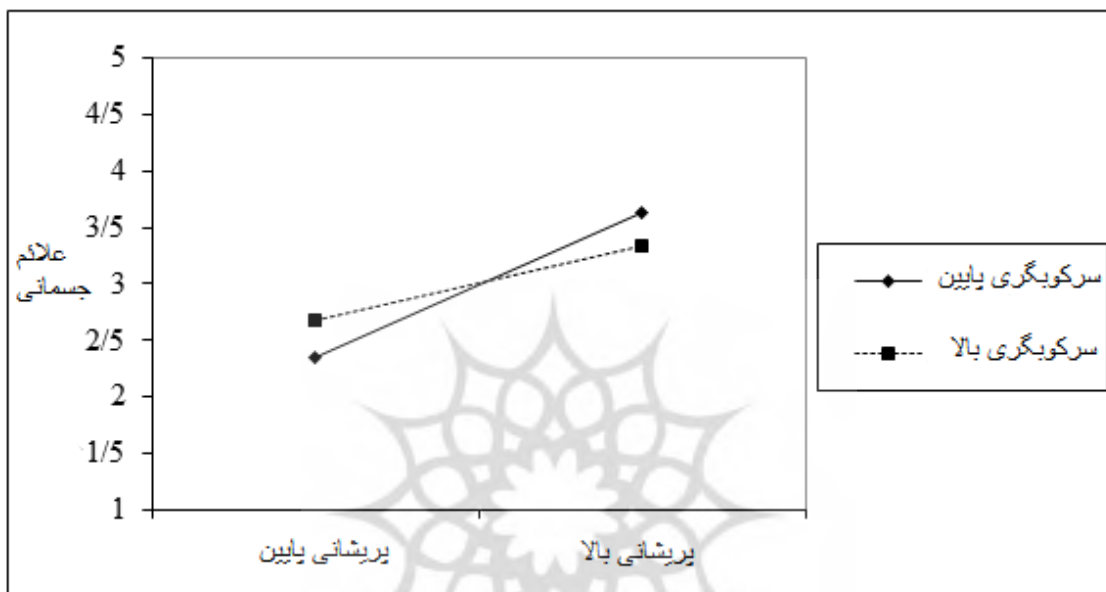 5
4/5
4
3/5
3
2/5
2
1/5
1
علائم
جسمانی
پریشانی پایین
پریشانی بالا
سرکوبگری پایین
سرکوبگری بالا